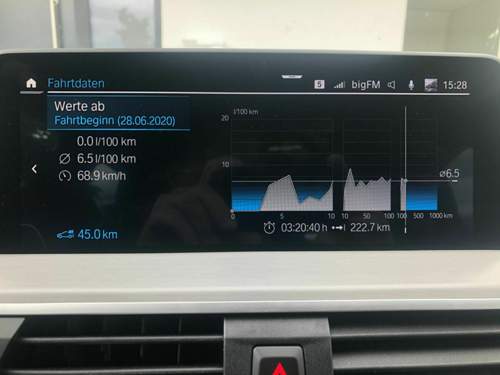 Fahrtdaten
5 bigFM 15:28
Werte ab
Fahrtbeginn (28.06.2020)
0.0 l/100 km
Ø 6.5 l/100 km
68.9 km/h
45.0 km
l/100 km
20
10
Ø6.5
0 5 10 10 50 100 100 500 1000 km
03:20:40 h 222.7 km